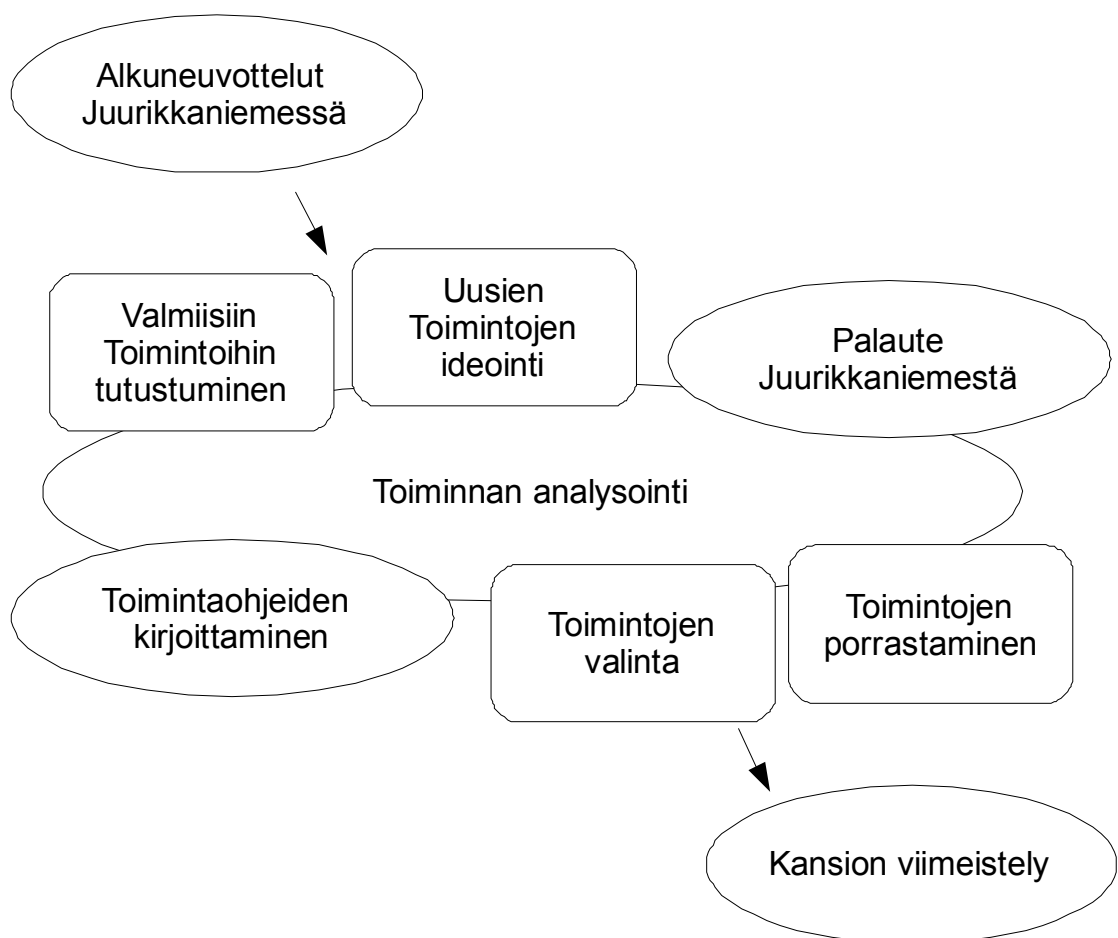 Alkuneuvottelut
Juurikkaniemessä
Valmiisiin
Toimintoihin
tutustuminen
Uusien
Toimintojen
ideointi
Palaute
Juurikkaniemestä
Toiminnan analysointi
Toimintaohjeiden
kirjoittaminen
Toimintojen
valinta
Toimintojen
porrastaminen
Kansion viimeistely